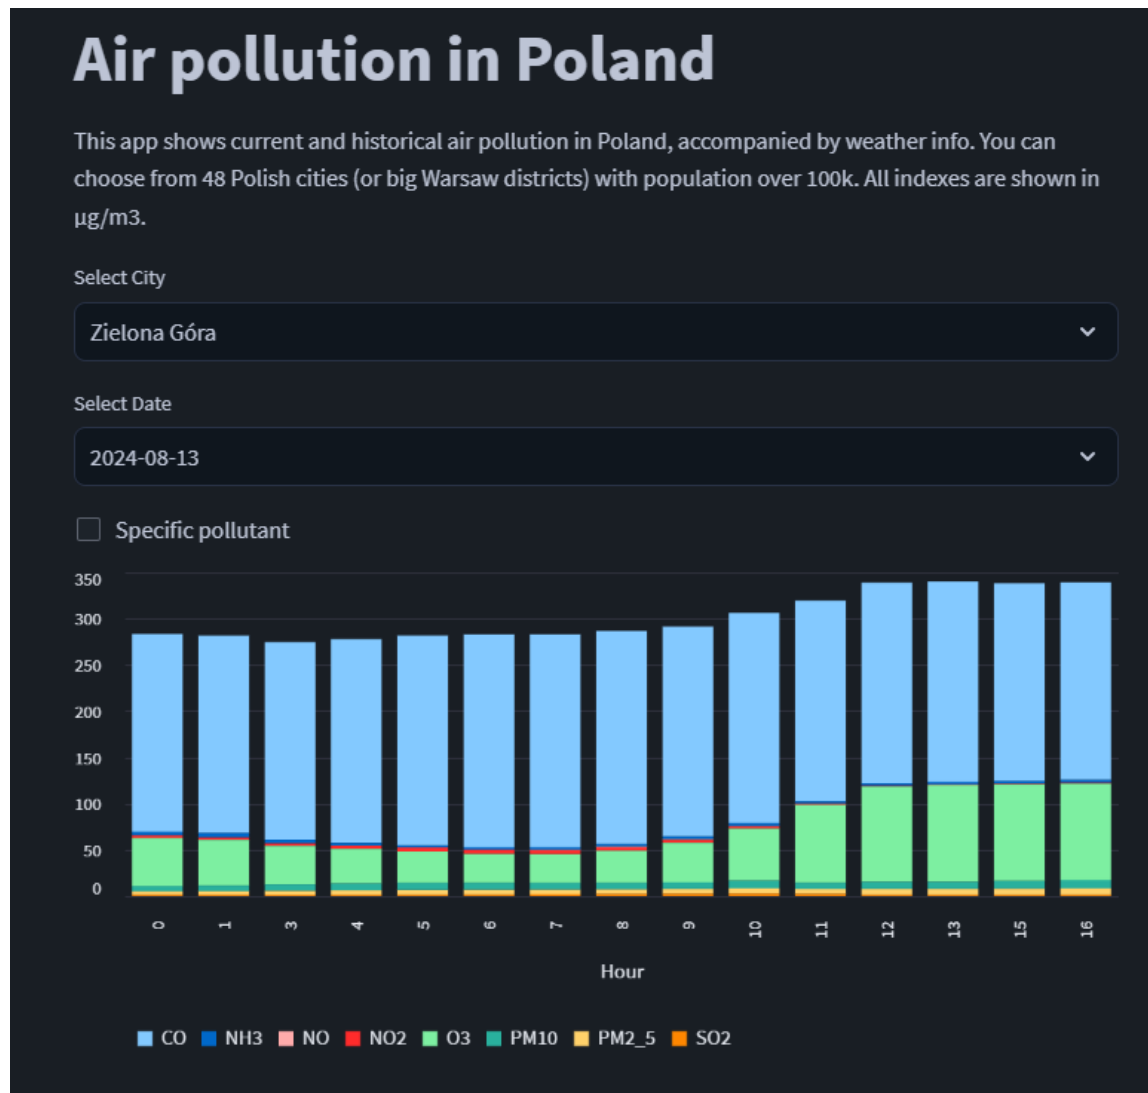 Air pollution in Poland
This app shows current and historical air pollution in Poland, accompanied by weather info. You can
choose from 48 Polish cities (or big Warsaw districts) with population over 100k. All indexes are shown in
µg/m3.
Select City
Zielona Góra
Select Date
2024-08-13
Specific pollutant
350
300
250
200
150
100
50
0
0 1 3 4 5 6 7 8 9 10 11 12 13 15 16
Hour
CO NH3 NO NO2 O3 PM10 PM2_5 SO2